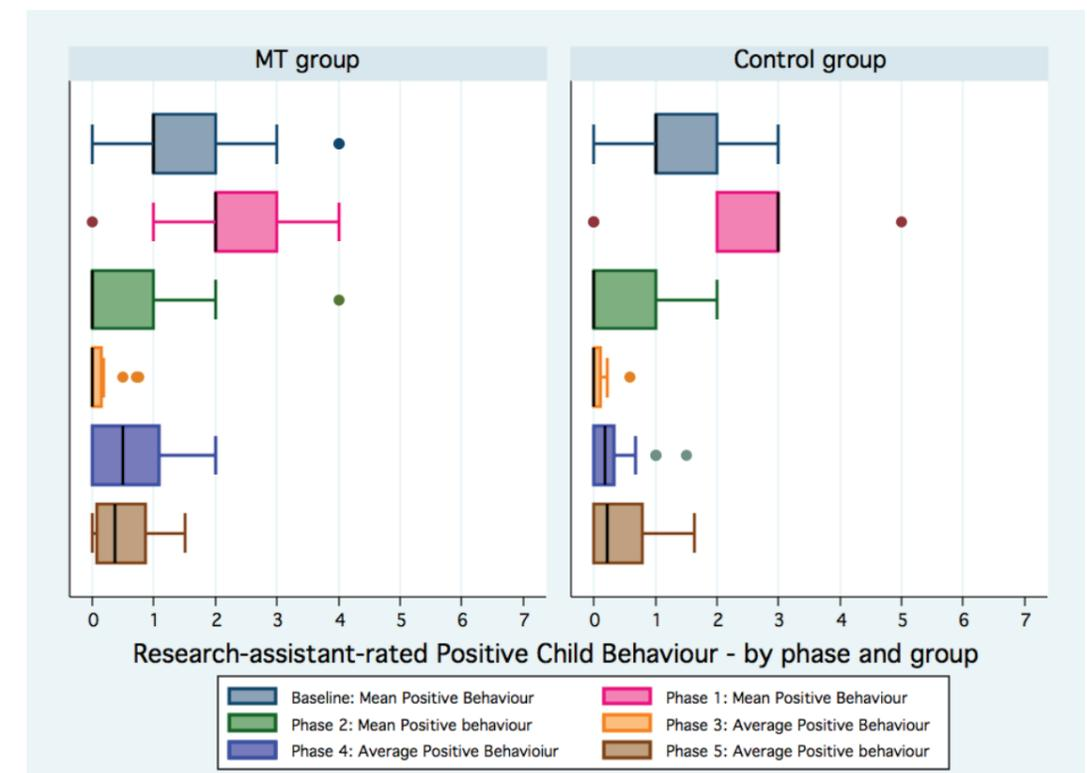 MT group
Control group
0 1 2 3 4 5 6 7
0 1 2 3 4 5 6 7
Research-assistant-rated Positive Child Behaviour - by phase and group
Baseline: Mean Positive Behaviour
Phase 1: Mean Positive Behaviour
Phase 2: Mean Positive behaviour
Phase 3: Average Positive Behaviour
Phase 4: Average Positive Behavioiur
Phase 5: Average Positive behaviour